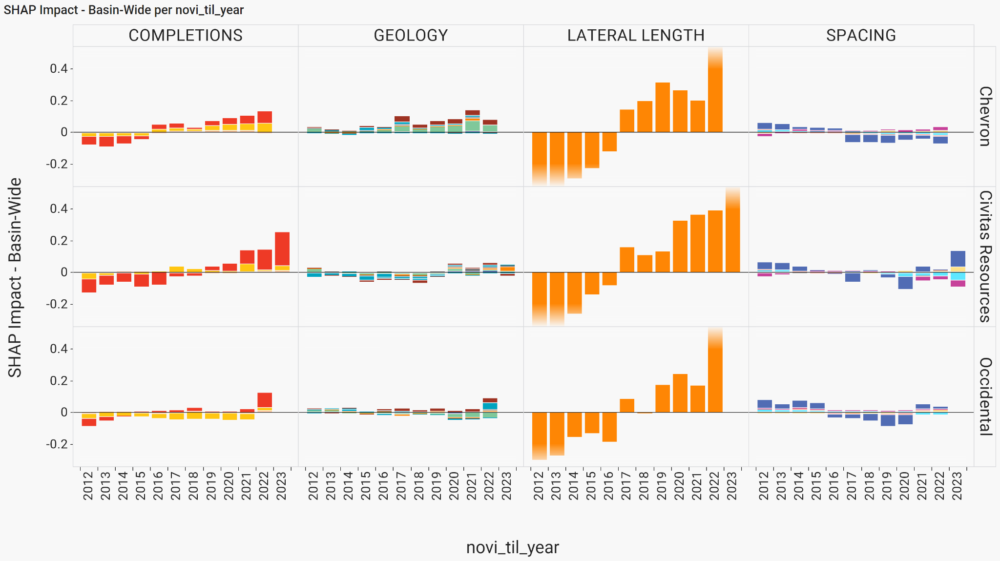 SHAP Impact - Basin-Wide per novi_til_year
COMPLETIONS GEOLOGY LATERAL LENGTH SPACING
SHAP Impact - Basin-Wide
0.4
0.2
0
-0.2
Chevron
0.4
0.2
0
-0.2
Civitas Resources
0.4
0.2
0
-0.2
Occidental
2012 2013 2014 2015 2016 2017 2018 2019 2020 2021 2022 2023 2012 2013 2014 2015 2016 2017 2018 2019 2020 2021 2022 2023 2012 2013 2014 2015 2016 2017 2018 2019 2020 2021 2022 2023 2012 2013 2014 2015 2016 2017 2018 2019 2020 2021 2022 2023
novi_til_year